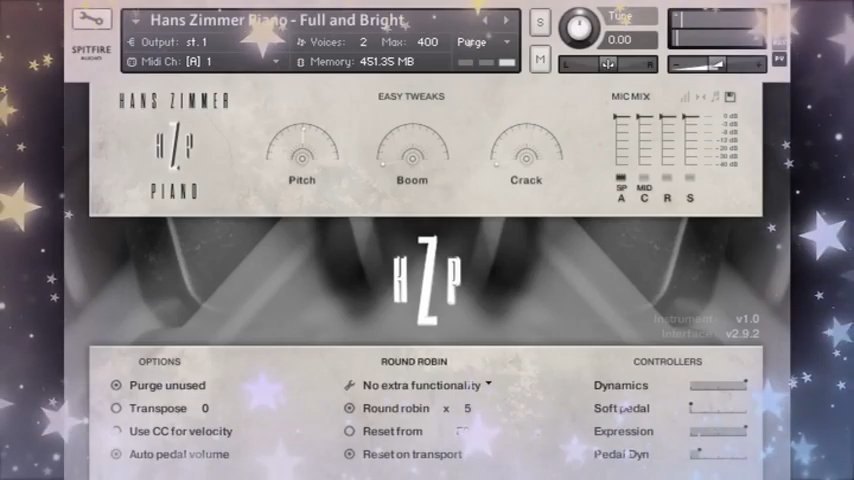 Hans Zimmer Piano - Full and Bright
S
Tune
SPITFIRE
AUDIO
Output: st.1
Voices: 2 Max: 400
Purge
0.00
Midi Ch: [A] 1
Memory: 451.35 MB
M
L R
HANS ZIMMER
HZP
PIANO
EASY TWEAKS
Pitch
Boom
Crack
MIC MIX
0 dB
-3 dB
-6 dB
-12 dB
-20 dB
-30 dB
-40 dB
SP MID
A C R S
HZP
Instrument v1.0
Interface v2.9.2
OPTIONS
Purge unused
Transpose 0
Use CC for velocity
Auto pedal volume
ROUND ROBIN
No extra functionality
Round robin x 5
Reset from
Reset on transport
CONTROLLERS
Dynamics
Soft pedal
Expression
Pedal Dyn